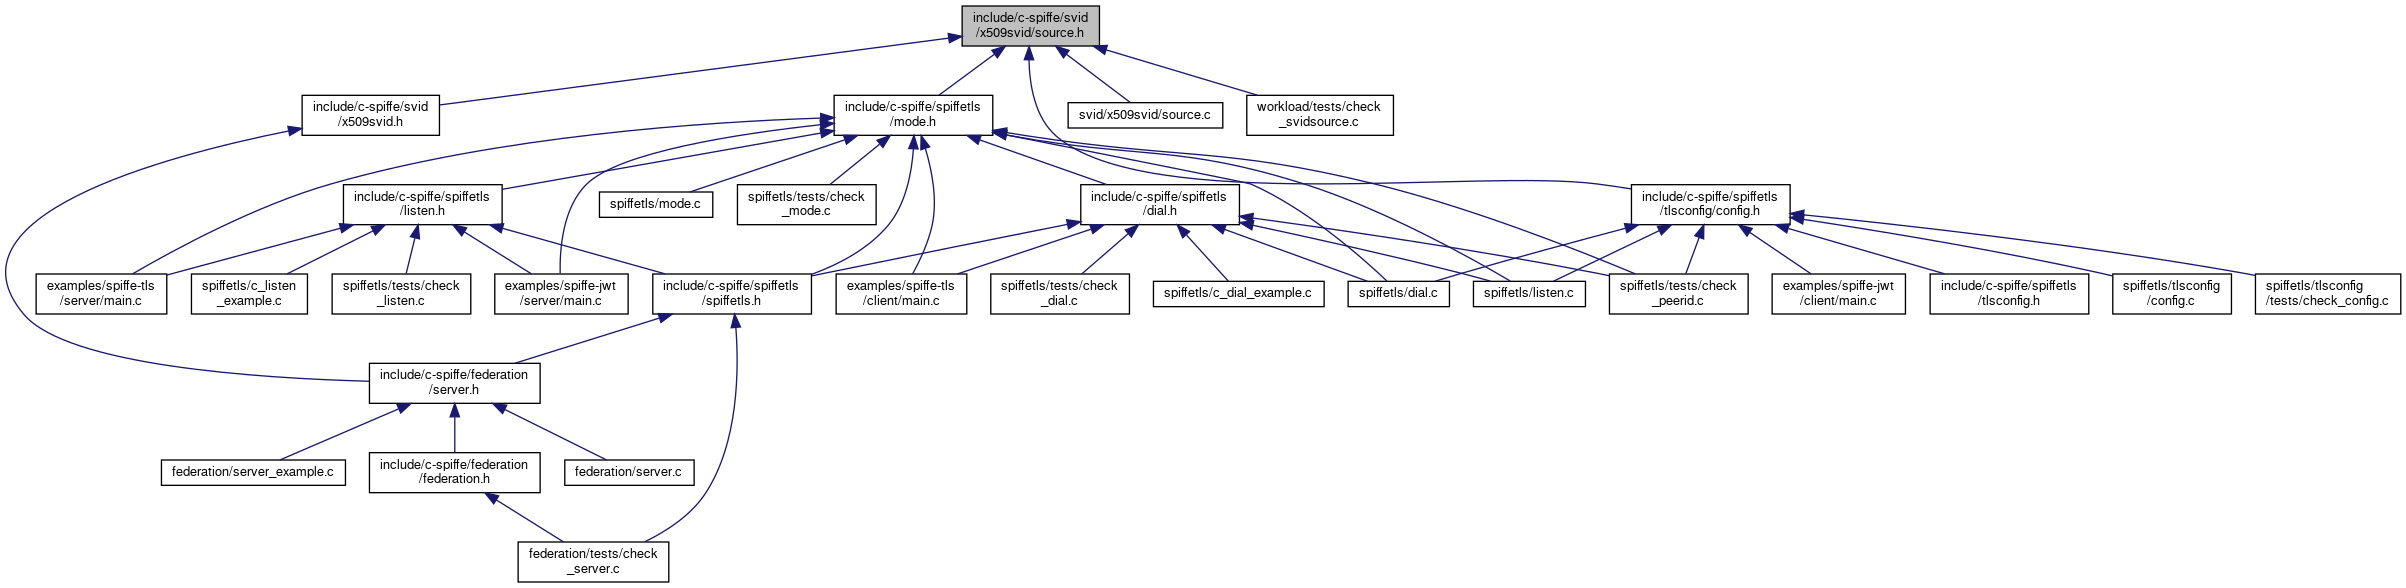 include/c-spiffe/svid
/x509svid/source.h
include/c-spiffe/svid
/x509svid.h
include/c-spiffe/spiffetls
/mode.h
svid/x509svid/source.c
workload/tests/check
_svidsource.c
include/c-spiffe/spiffetls
/listen.h
spiffetls/mode.c
spiffetls/tests/check
_mode.c
include/c-spiffe/spiffetls
/dial.h
include/c-spiffe/spiffetls
/tlsconfig/config.h
examples/spiffe-tls
/server/main.c
spiffetls/c_listen
_example.c
spiffetls/tests/check
_listen.c
examples/spiffe-jwt
/server/main.c
include/c-spiffe/spiffetls
/spiffetls.h
examples/spiffe-tls
/client/main.c
spiffetls/tests/check
_dial.c
spiffetls/c_dial_example.c
spiffetls/dial.c
spiffetls/listen.c
spiffetls/tests/check
_peerid.c
examples/spiffe-jwt
/client/main.c
include/c-spiffe/spiffetls
/tlsconfig.h
spiffetls/tlsconfig
/config.c
spiffetls/tlsconfig
/tests/check_config.c
include/c-spiffe/federation
/server.h
federation/server_example.c
include/c-spiffe/federation
/federation.h
federation/server.c
federation/tests/check
_server.c